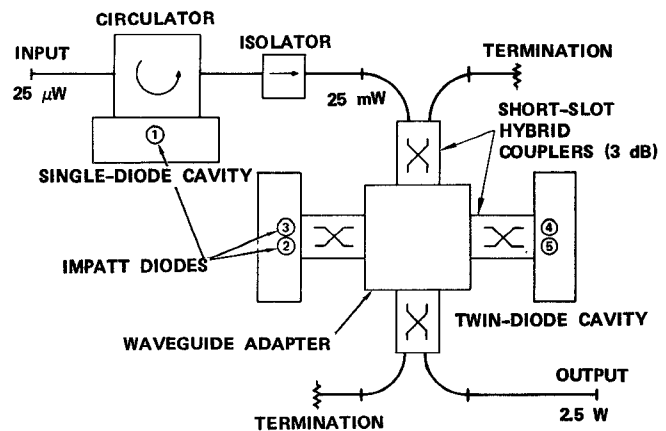 CIRCULATOR
INPUT
25 μW
ISOLATOR
25 mW
TERMINATION
SHORT-SLOT
HYBRID
COUPLERS (3 dB)
1
SINGLE-DIODE CAVITY
3
2
4
5
IMPATT DIODES
TWIN-DIODE CAVITY
WAVEGUIDE ADAPTER
OUTPUT
2.5 W
TERMINATION